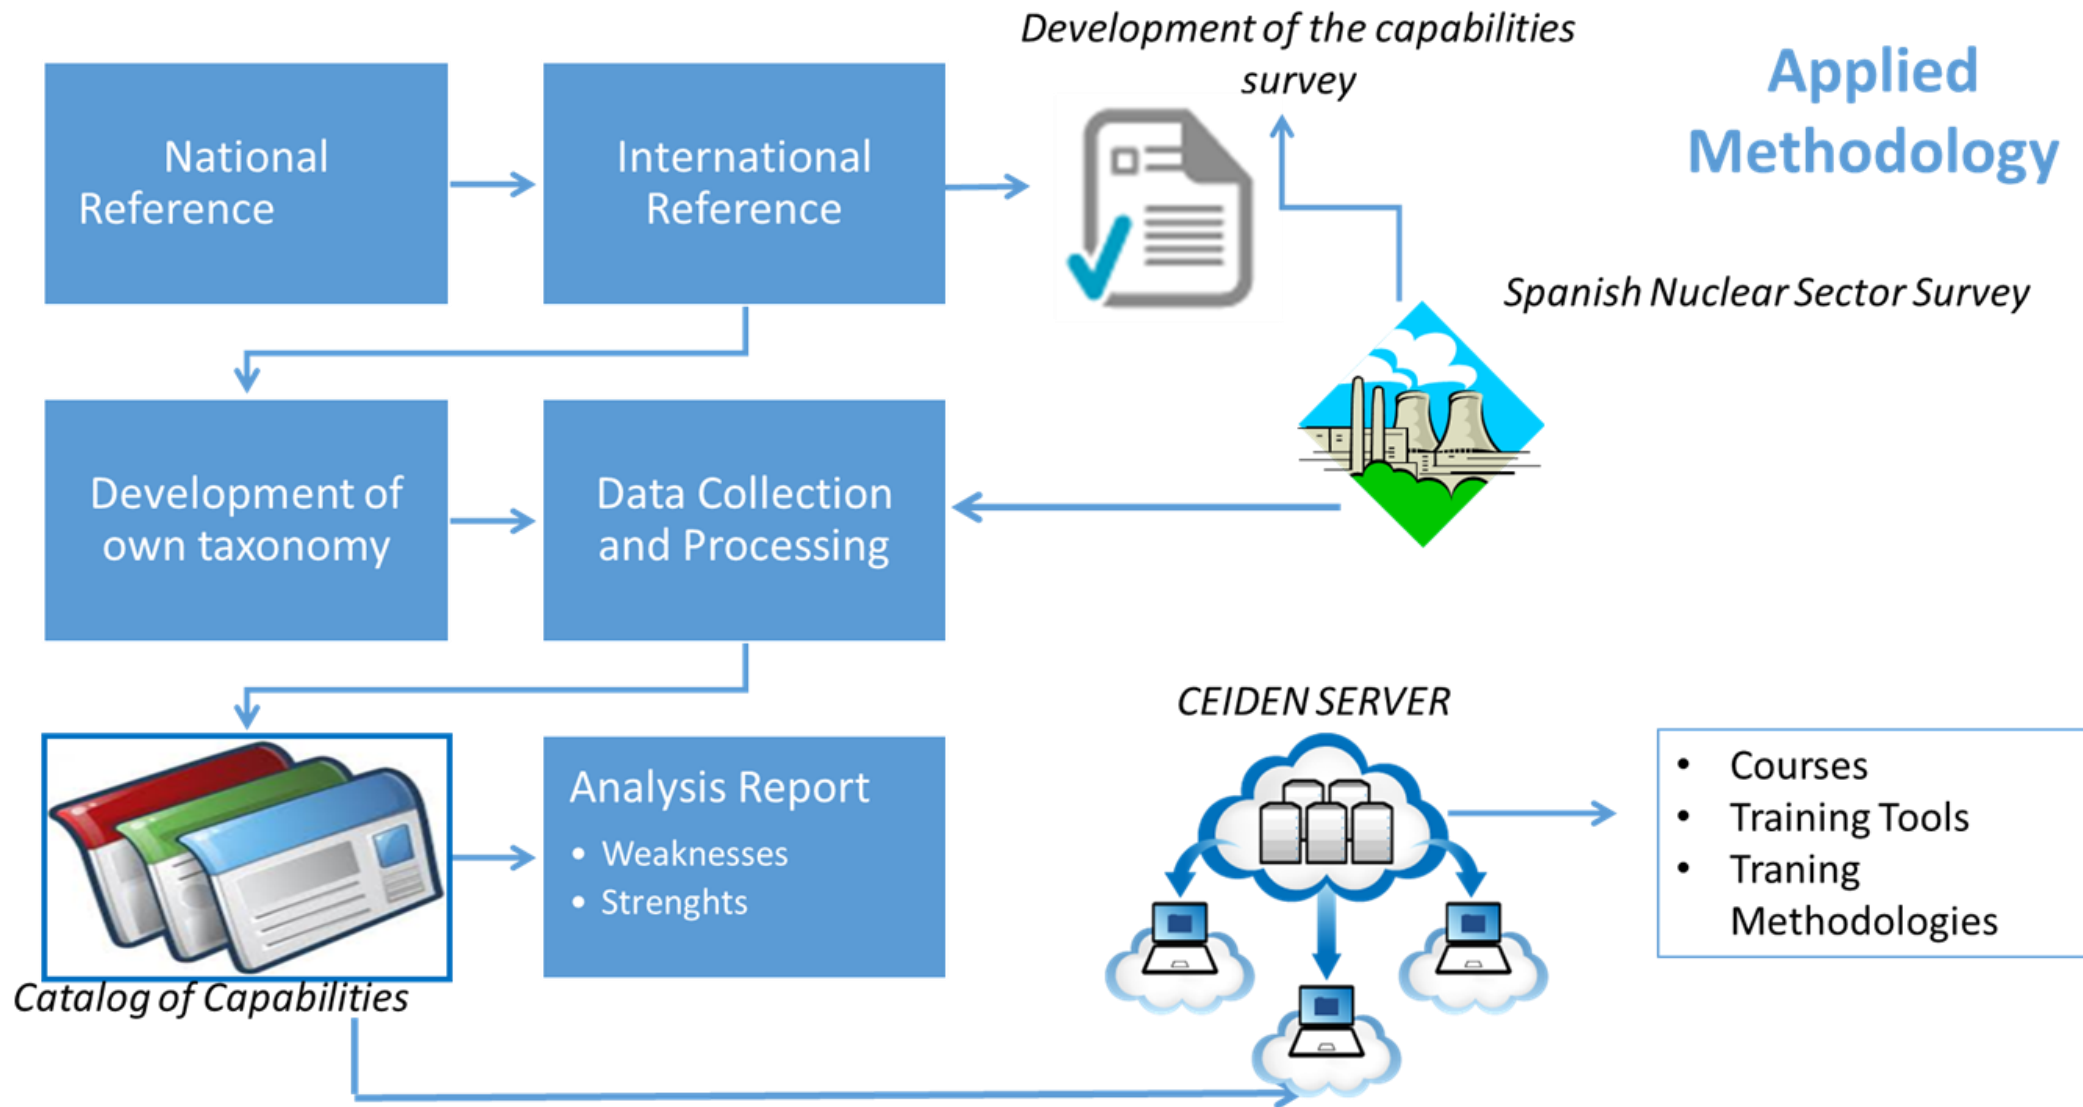 Development of the capabilities
survey
Applied
Methodology
National
Reference
International
Reference
Spanish Nuclear Sector Survey
Development of
own taxonomy
Data Collection
and Processing
CEIDEN SERVER
Analysis Report
• Weaknesses
• Strenghts
• Courses
• Training Tools
• Traning
Methodologies
Catalog of Capabilities